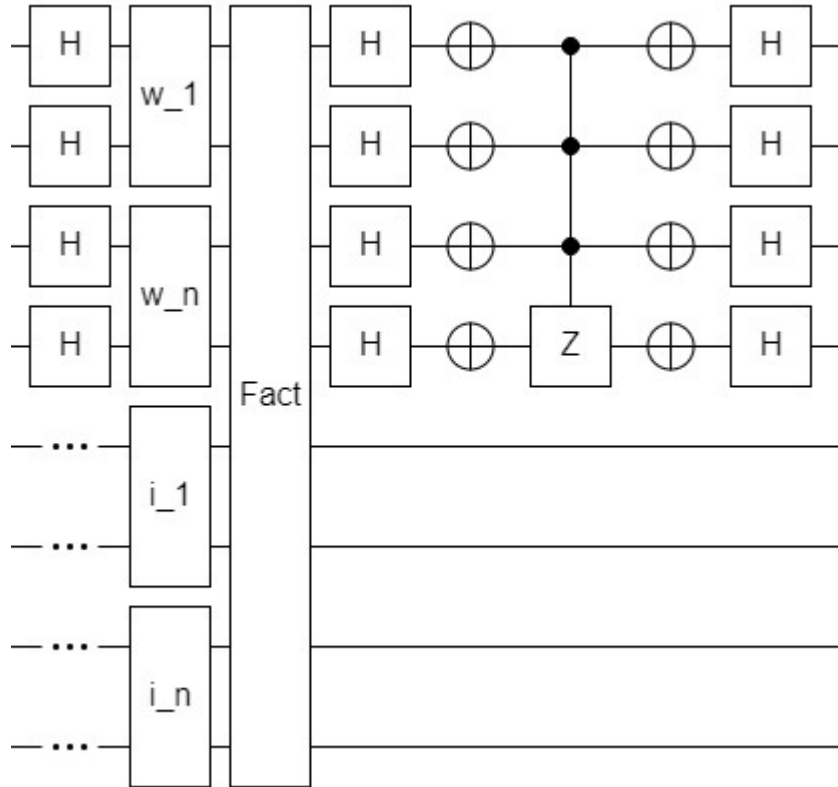 H w_1 H H
H H H
H w_n H H
H H Z H
Fact
... i_1
...
... i_n
...